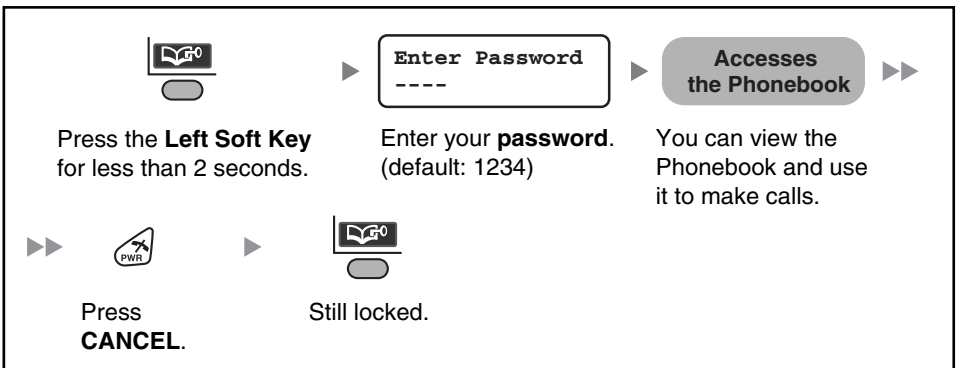 Enter Password
----
Accesses
the Phonebook
Press the Left Soft Key
for less than 2 seconds.
Enter your password.
(default: 1234)
You can view the
Phonebook and use
it to make calls.
PWR
Press
CANCEL.
Still locked.